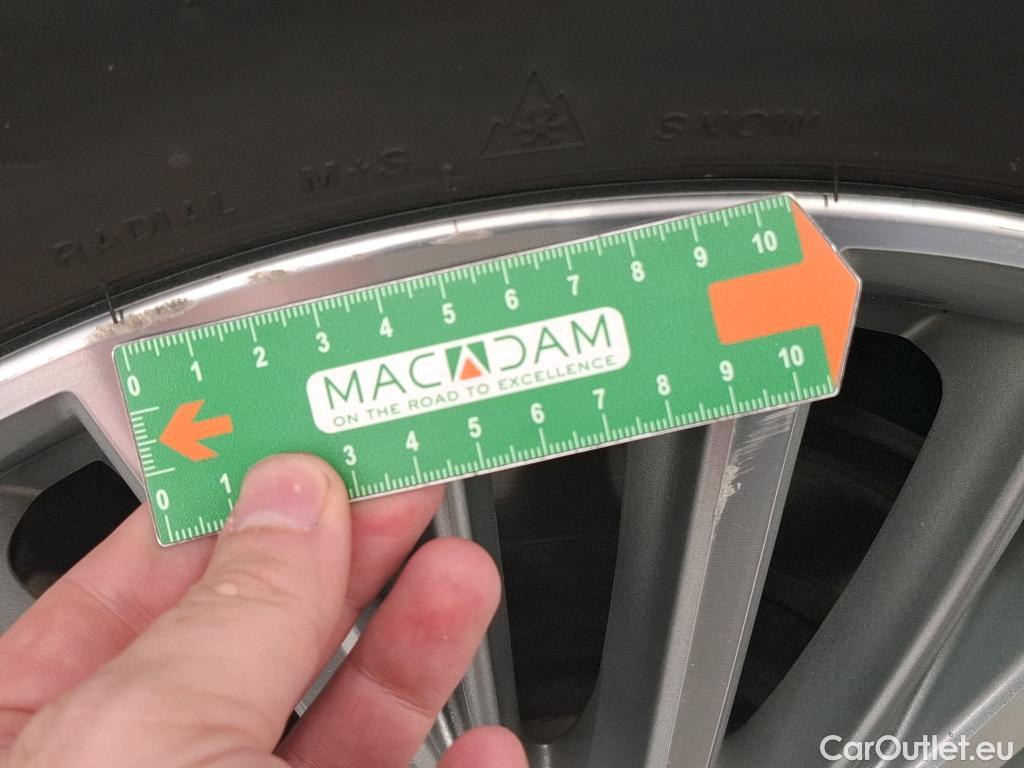 RADIAL M+S SNOW
0 1 2 3 4 5 6 7 8 9 10
MACADAM
ON THE ROAD TO EXCELLENCE
0 1 3 4 5 6 7 8 9 10
CarOutlet.eu